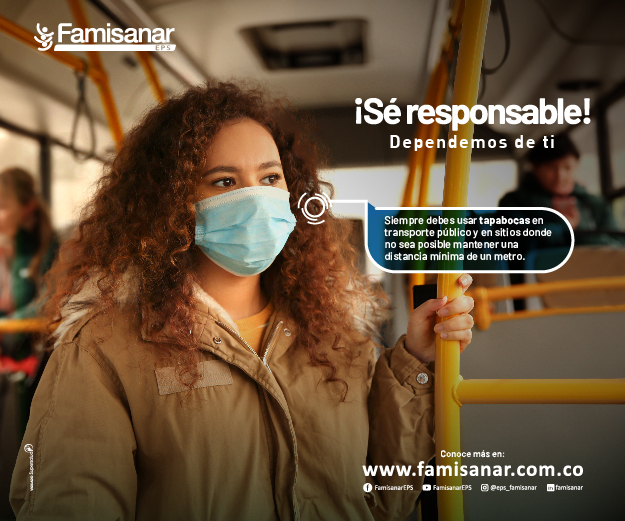 Famisanar
EPS
¡Sé responsable!
Dependemos de ti
Siempre debes usar tapabocas en
transporte público y en sitios donde
no sea posible mantener una
distancia mínima de un metro.
Conoce más en:
www.famisanar.com.co
FamisanarEPS
FamisanarEPS
@eps_famisanar
famisanar